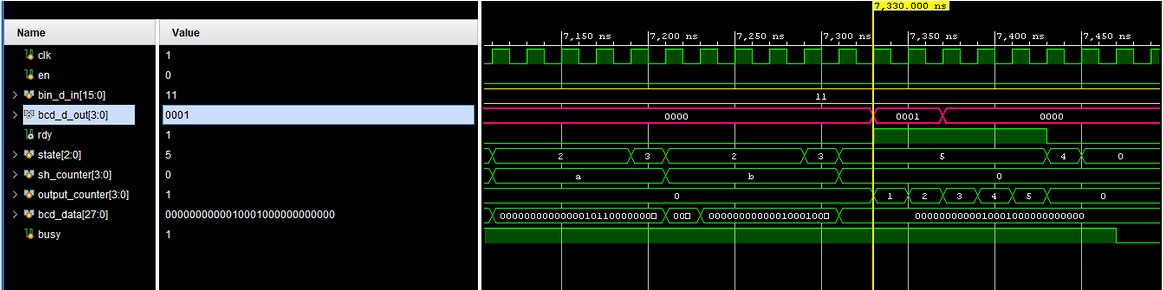 Name Value
7,330.000 ns
7,150 ns 7,200 ns 7,250 ns 7,300 ns 7,350 ns 7,400 ns 7,450 ns
clk 1
en 0
bin_d_in[15:0] 11 11
bcd_d_out[3:0] 0001 0000 0001 0000
rdy 1
state[2:0] 5 2 3 2 3 5 4 0
sh_counter[3:0] 0 a b 0
output_counter[3:0] 1 0 1 2 3 4 5 0
bcd_data[27:0] 0000000000010001000000000000 00 0000000000001000100 0000000000010001000000000000
busy 1